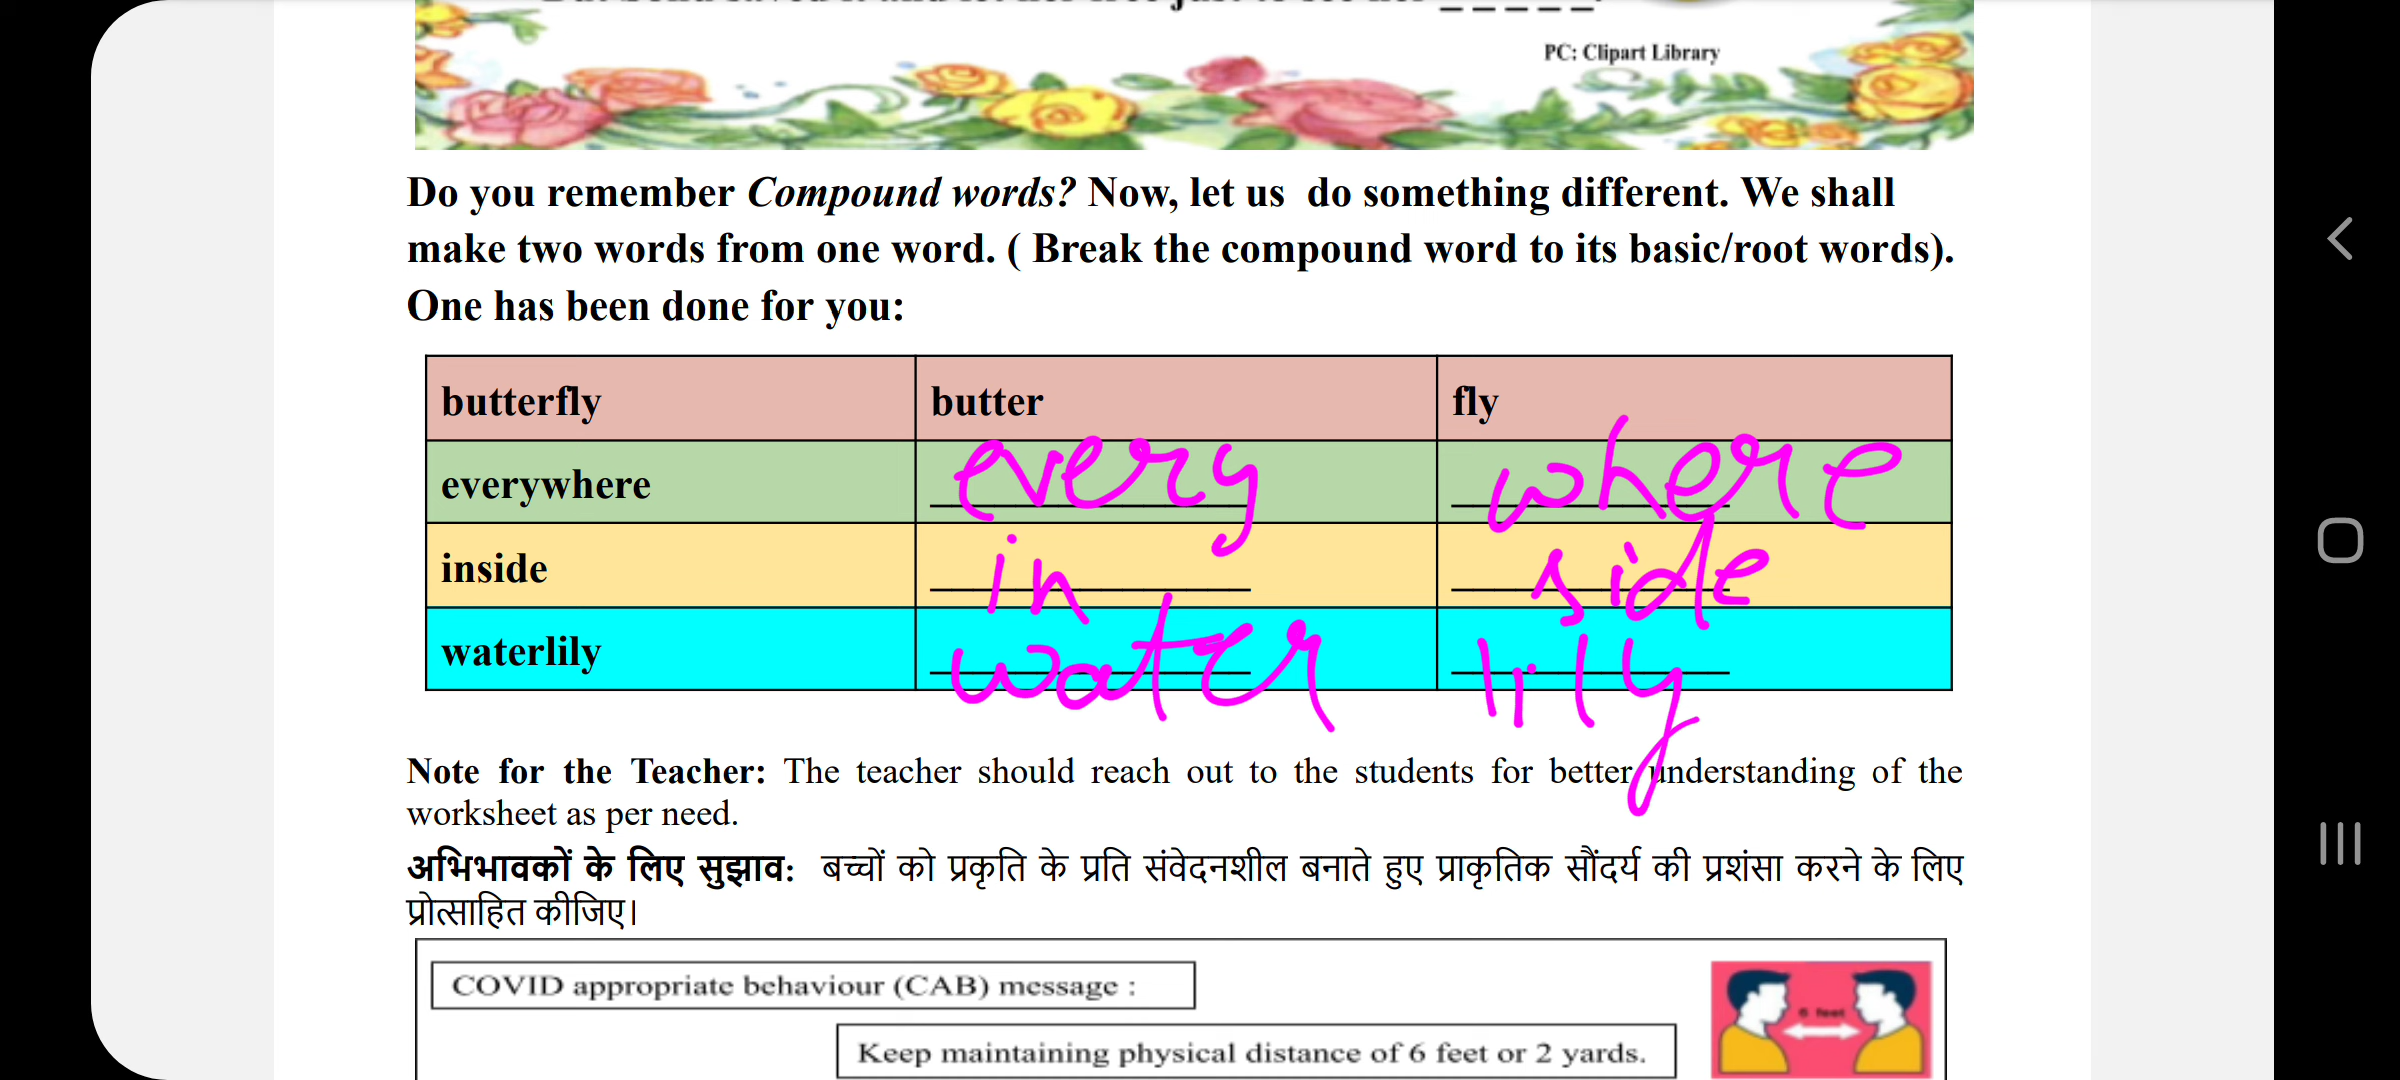 PC: Clipart Library
Do you remember Compound words? Now, let us do something different. We shall
make two words from one word. ( Break the compound word to its basic/root words).
One has been done for you:
butterfly butter fly
everywhere every where
inside in side
waterlily water lily
Note for the Teacher: The teacher should reach out to the students for better understanding of the
worksheet as per need.
अभिभावकों के लिए सुझाव: बच्चों को प्रकृति के प्रति संवेदनशील बनाते हुए प्राकृतिक सौंदर्य की प्रशंसा करने के लिए
प्रोत्साहित कीजिए।
COVID appropriate behaviour (CAB) message :
6 feet
Keep maintaining physical distance of 6 feet or 2 yards.